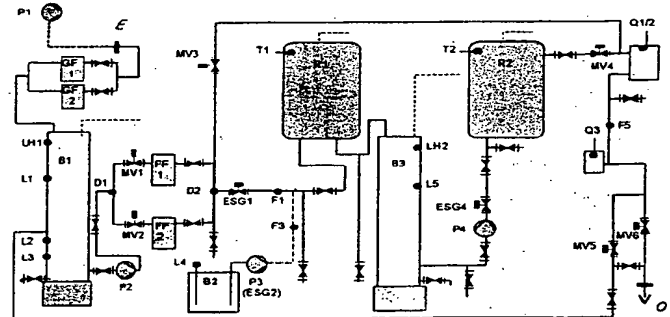 P1
E
MV3
T1
R1
T2
R2
MV4
Q1/2
GF
1
GF
2
F5
Q3
LH1
B1
L1
D1
MV1
FF
1
D2
ESG1
F1
LH2
B3
L5
ESG4
P4
L2
L3
MV2
FF
2
F3
L4
B2
P3
(ESG2)
P2
MV5
MV6
O